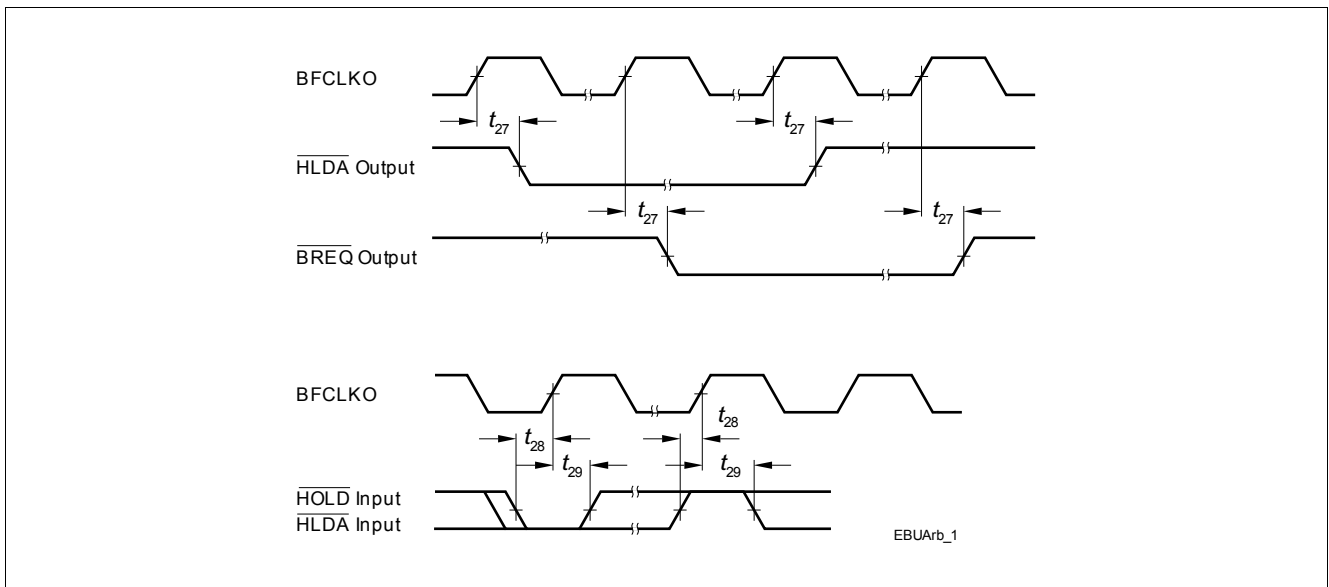 BFCLKO
t27 t27
HLDA Output
t27 t27
BREQ Output
BFCLKO
t28
t28
t29 t29
HOLD Input
HLDA Input
EBUArb_1